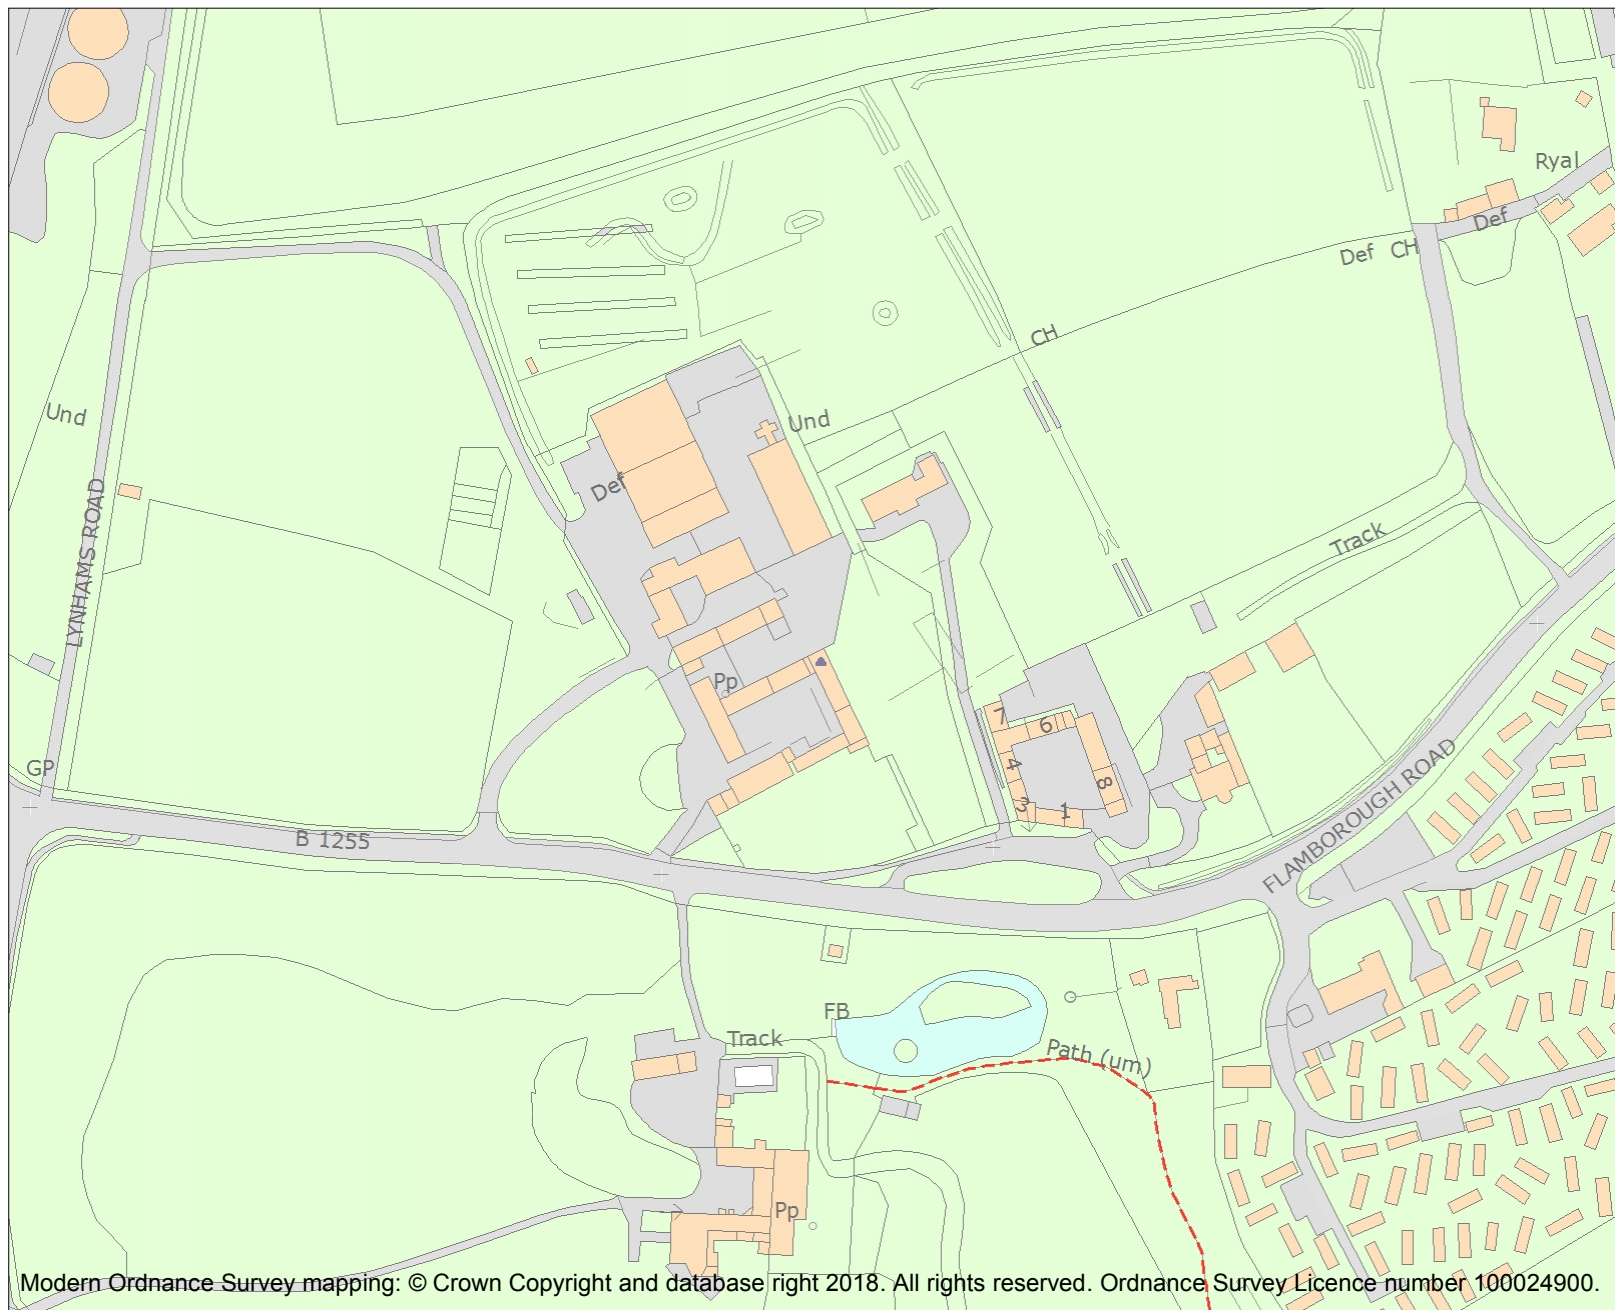 Ryal
Def
Def CH
CH
Und
Und
Def
LYNHAMS ROAD
Track
Pp
7
6
4
8
3
1
GP
B 1255
FLAMBOROUGH ROAD
FB
Track
Path (um)
Pp
Modern Ordnance Survey mapping: © Crown Copyright and database right 2018. All rights reserved. Ordnance Survey Licence number 100024900.